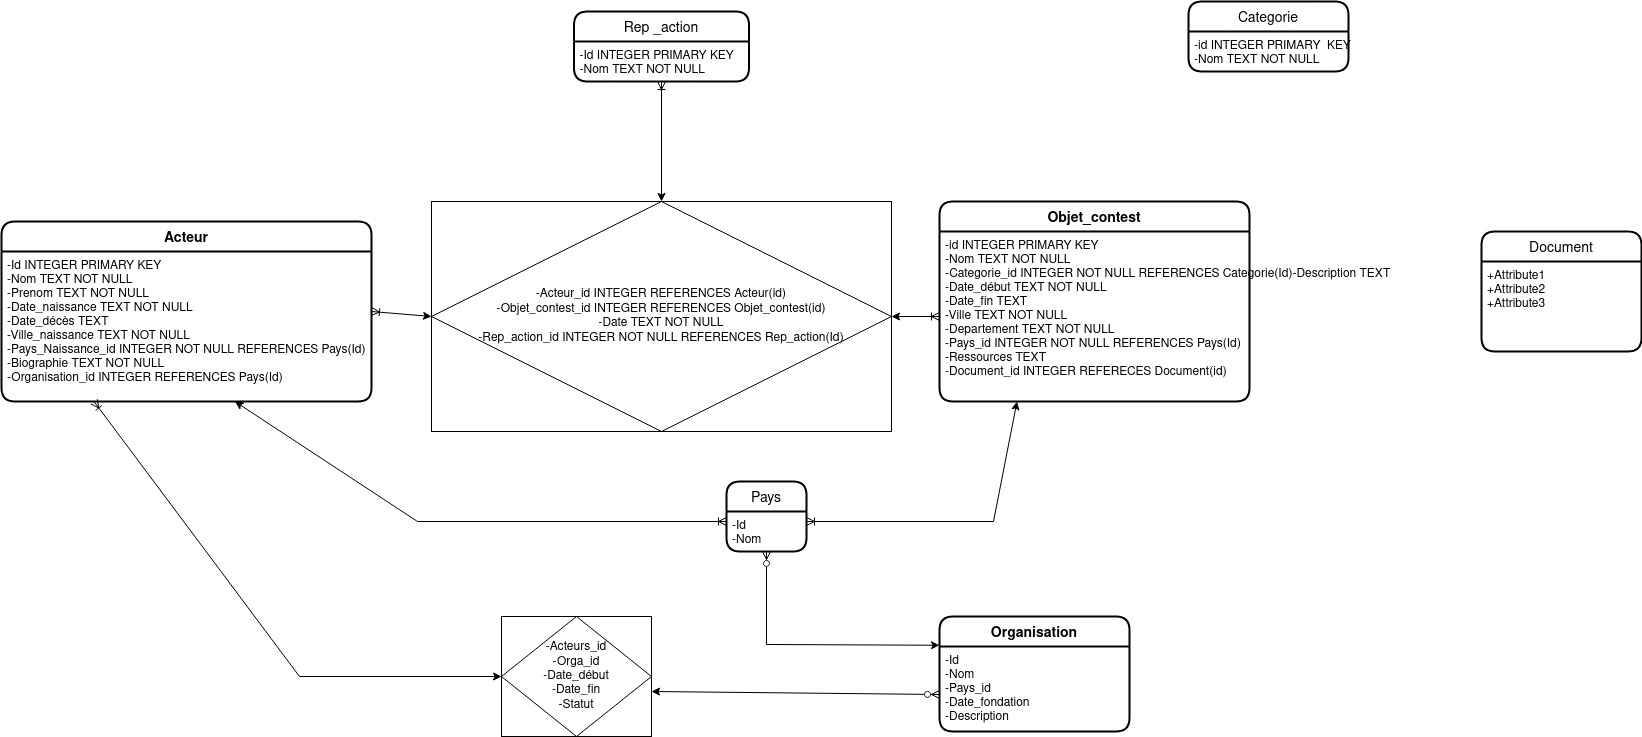 Rep _action
-Id INTEGER PRIMARY KEY
-Nom TEXT NOT NULL
Categorie
-id INTEGER PRIMARY  KEY
-Nom TEXT NOT NULL
Acteur
-Id INTEGER PRIMARY KEY
-Nom TEXT NOT NULL
-Prenom TEXT NOT NULL
-Date_naissance TEXT NOT NULL
-Date_décès TEXT
-Ville_naissance TEXT NOT NULL
-Pays_Naissance_id INTEGER NOT NULL REFERENCES Pays(Id)
-Biographie TEXT NOT NULL
-Organisation_id INTEGER REFERENCES Pays(Id)
-Acteur_id INTEGER REFERENCES Acteur(id)
-Objet_contest_id INTEGER REFERENCES Objet_contest(id)
-Date TEXT NOT NULL
-Rep_action_id INTEGER NOT NULL REFERENCES Rep_action(Id)
Objet_contest
-id INTEGER PRIMARY KEY
-Nom TEXT NOT NULL
-Categorie_id INTEGER NOT NULL REFERENCES Categorie(Id)-Description TEXT
-Date_début TEXT NOT NULL
-Date_fin TEXT
-Ville TEXT NOT NULL
-Departement TEXT NOT NULL
-Pays_id INTEGER NOT NULL REFERENCES Pays(Id)
-Ressources TEXT
-Document_id INTEGER REFERECES Document(id)
Document
+Attribute1
+Attribute2
+Attribute3
Pays
-Id
-Nom
-Acteurs_id
-Orga_id
-Date_début
-Date_fin
-Statut
Organisation
-Id
-Nom
-Pays_id
-Date_fondation
-Description